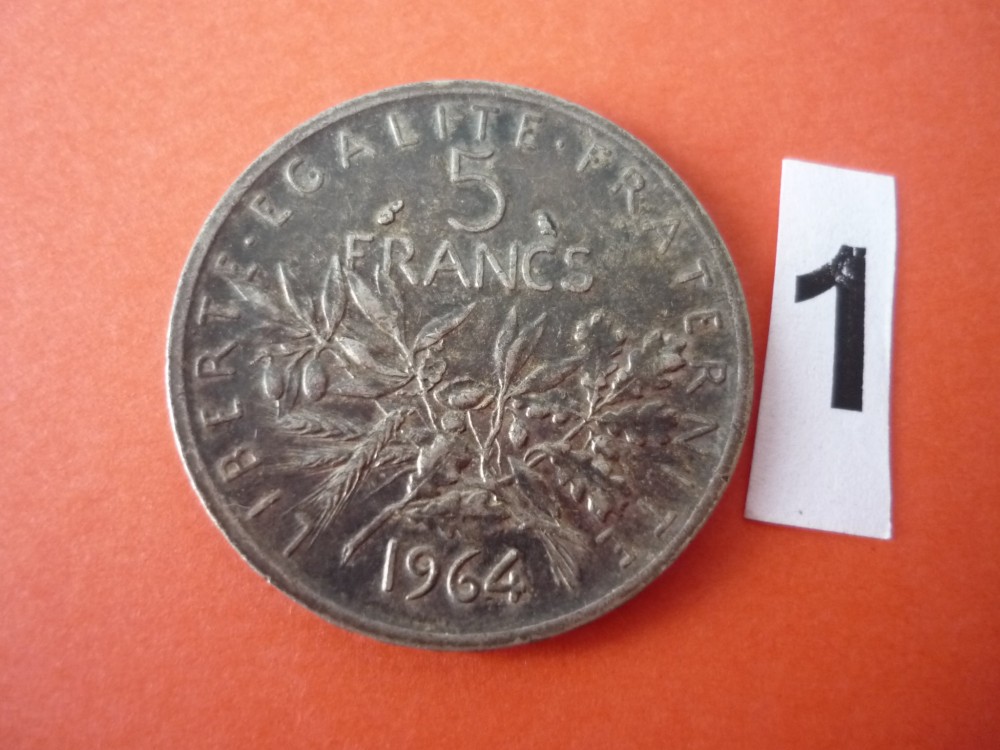 LIBERTE · EGALITE · FRATERNITE
5
FRANCS
1964
1